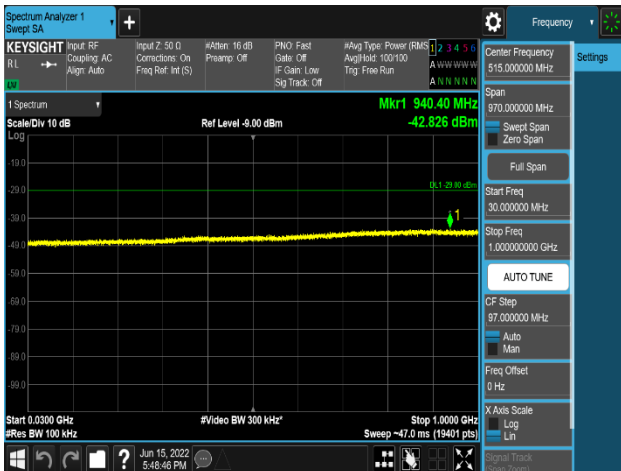 Spectrum Analyzer 1
Swept SA
+
Frequency
KEYSIGHT
RL
LXI
Input: RF
Coupling: AC
Align: Auto
Input Z: 50 Ω
Corrections: On
Freq Ref: Int (S)
#Atten: 16 dB
Preamp: Off
PNO: Fast
Gate: Off
IF Gain: Low
Sig Track: Off
#Avg Type: Power (RMS
Avg|Hold: 100/100
Trig: Free Run
1 2 3 4 5 6
A W W W W W
A N N N N N
1 Spectrum
Scale/Div 10 dB
Log
Ref Level -9.00 dBm
Mkr1 940.40 MHz
-42.826 dBm
-19.0
-29.0
-39.0
-49.0
-59.0
-69.0
-79.0
-89.0
-99.0
DL1 -29.00 dBm
1
Start 0.0300 GHz
#Res BW 100 kHz
#Video BW 300 kHz*
Stop 1.0000 GHz
Sweep ~47.0 ms (19401 pts)
Jun 15, 2022
5:48:46 PM
?
Center Frequency
515.000000 MHz
Settings
Span
970.000000 MHz
Swept Span
Zero Span
Full Span
Start Freq
30.000000 MHz
Stop Freq
1.000000000 GHz
AUTO TUNE
CF Step
97.000000 MHz
Auto
Man
Freq Offset
0 Hz
X Axis Scale
Log
Lin
Signal Track
(Span Zoom)